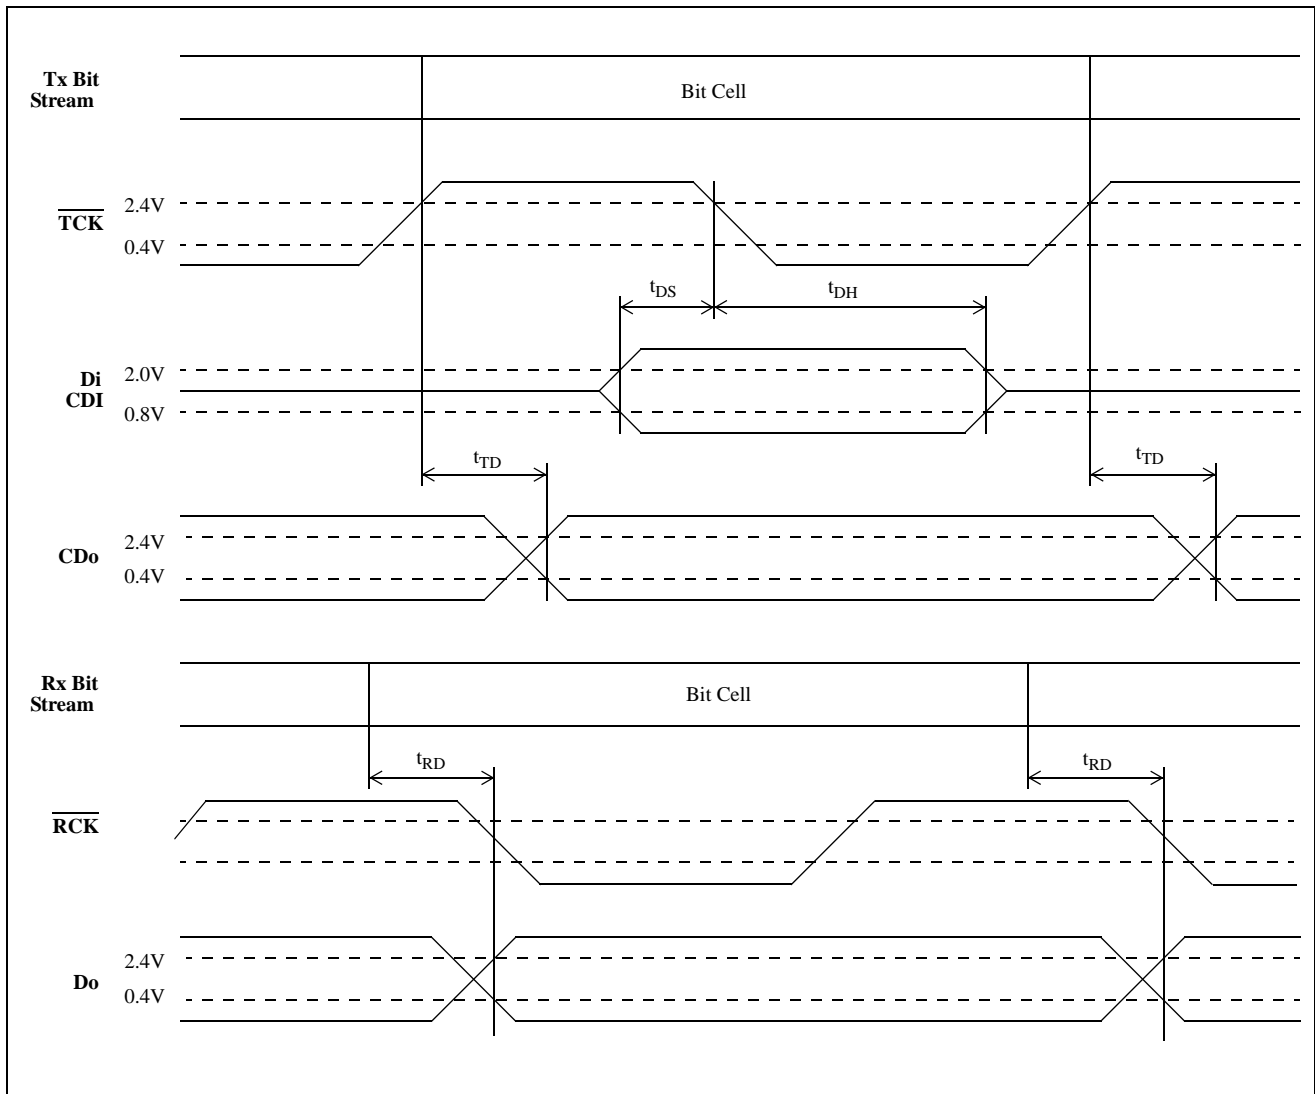 Tx Bit
Stream
Bit Cell
TCK
2.4V
0.4V
tDS
tDH
Di
CDI
2.0V
0.8V
tTD
tTD
CDo
2.4V
0.4V
Rx Bit
Stream
Bit Cell
tRD
tRD
RCK
Do
2.4V
0.4V